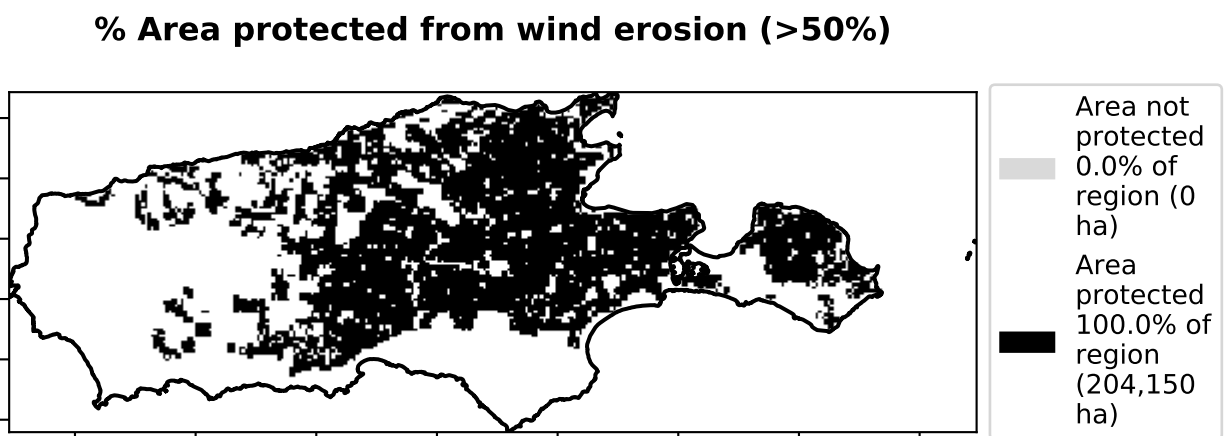 % Area protected from wind erosion (>50%)
Area not
protected
0.0% of
region (0
ha)
Area
protected
100.0% of
region
(204,150
ha)